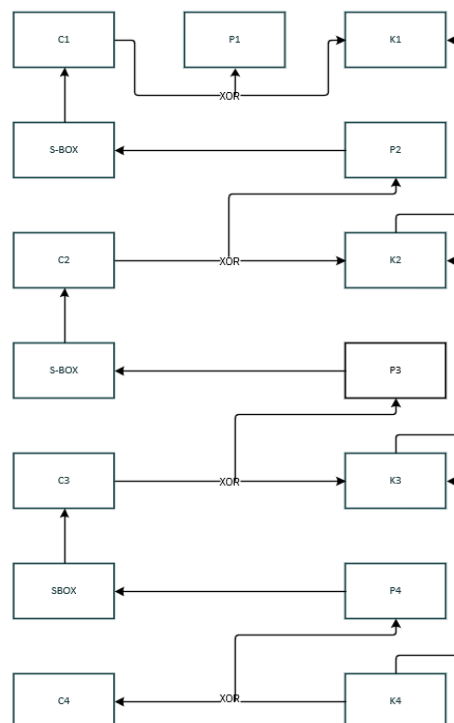 C1
P1
K1
XOR
S-BOX
P2
C2
XOR
K2
S-BOX
P3
C3
XOR
K3
SBOX
P4
C4
XOR
K4